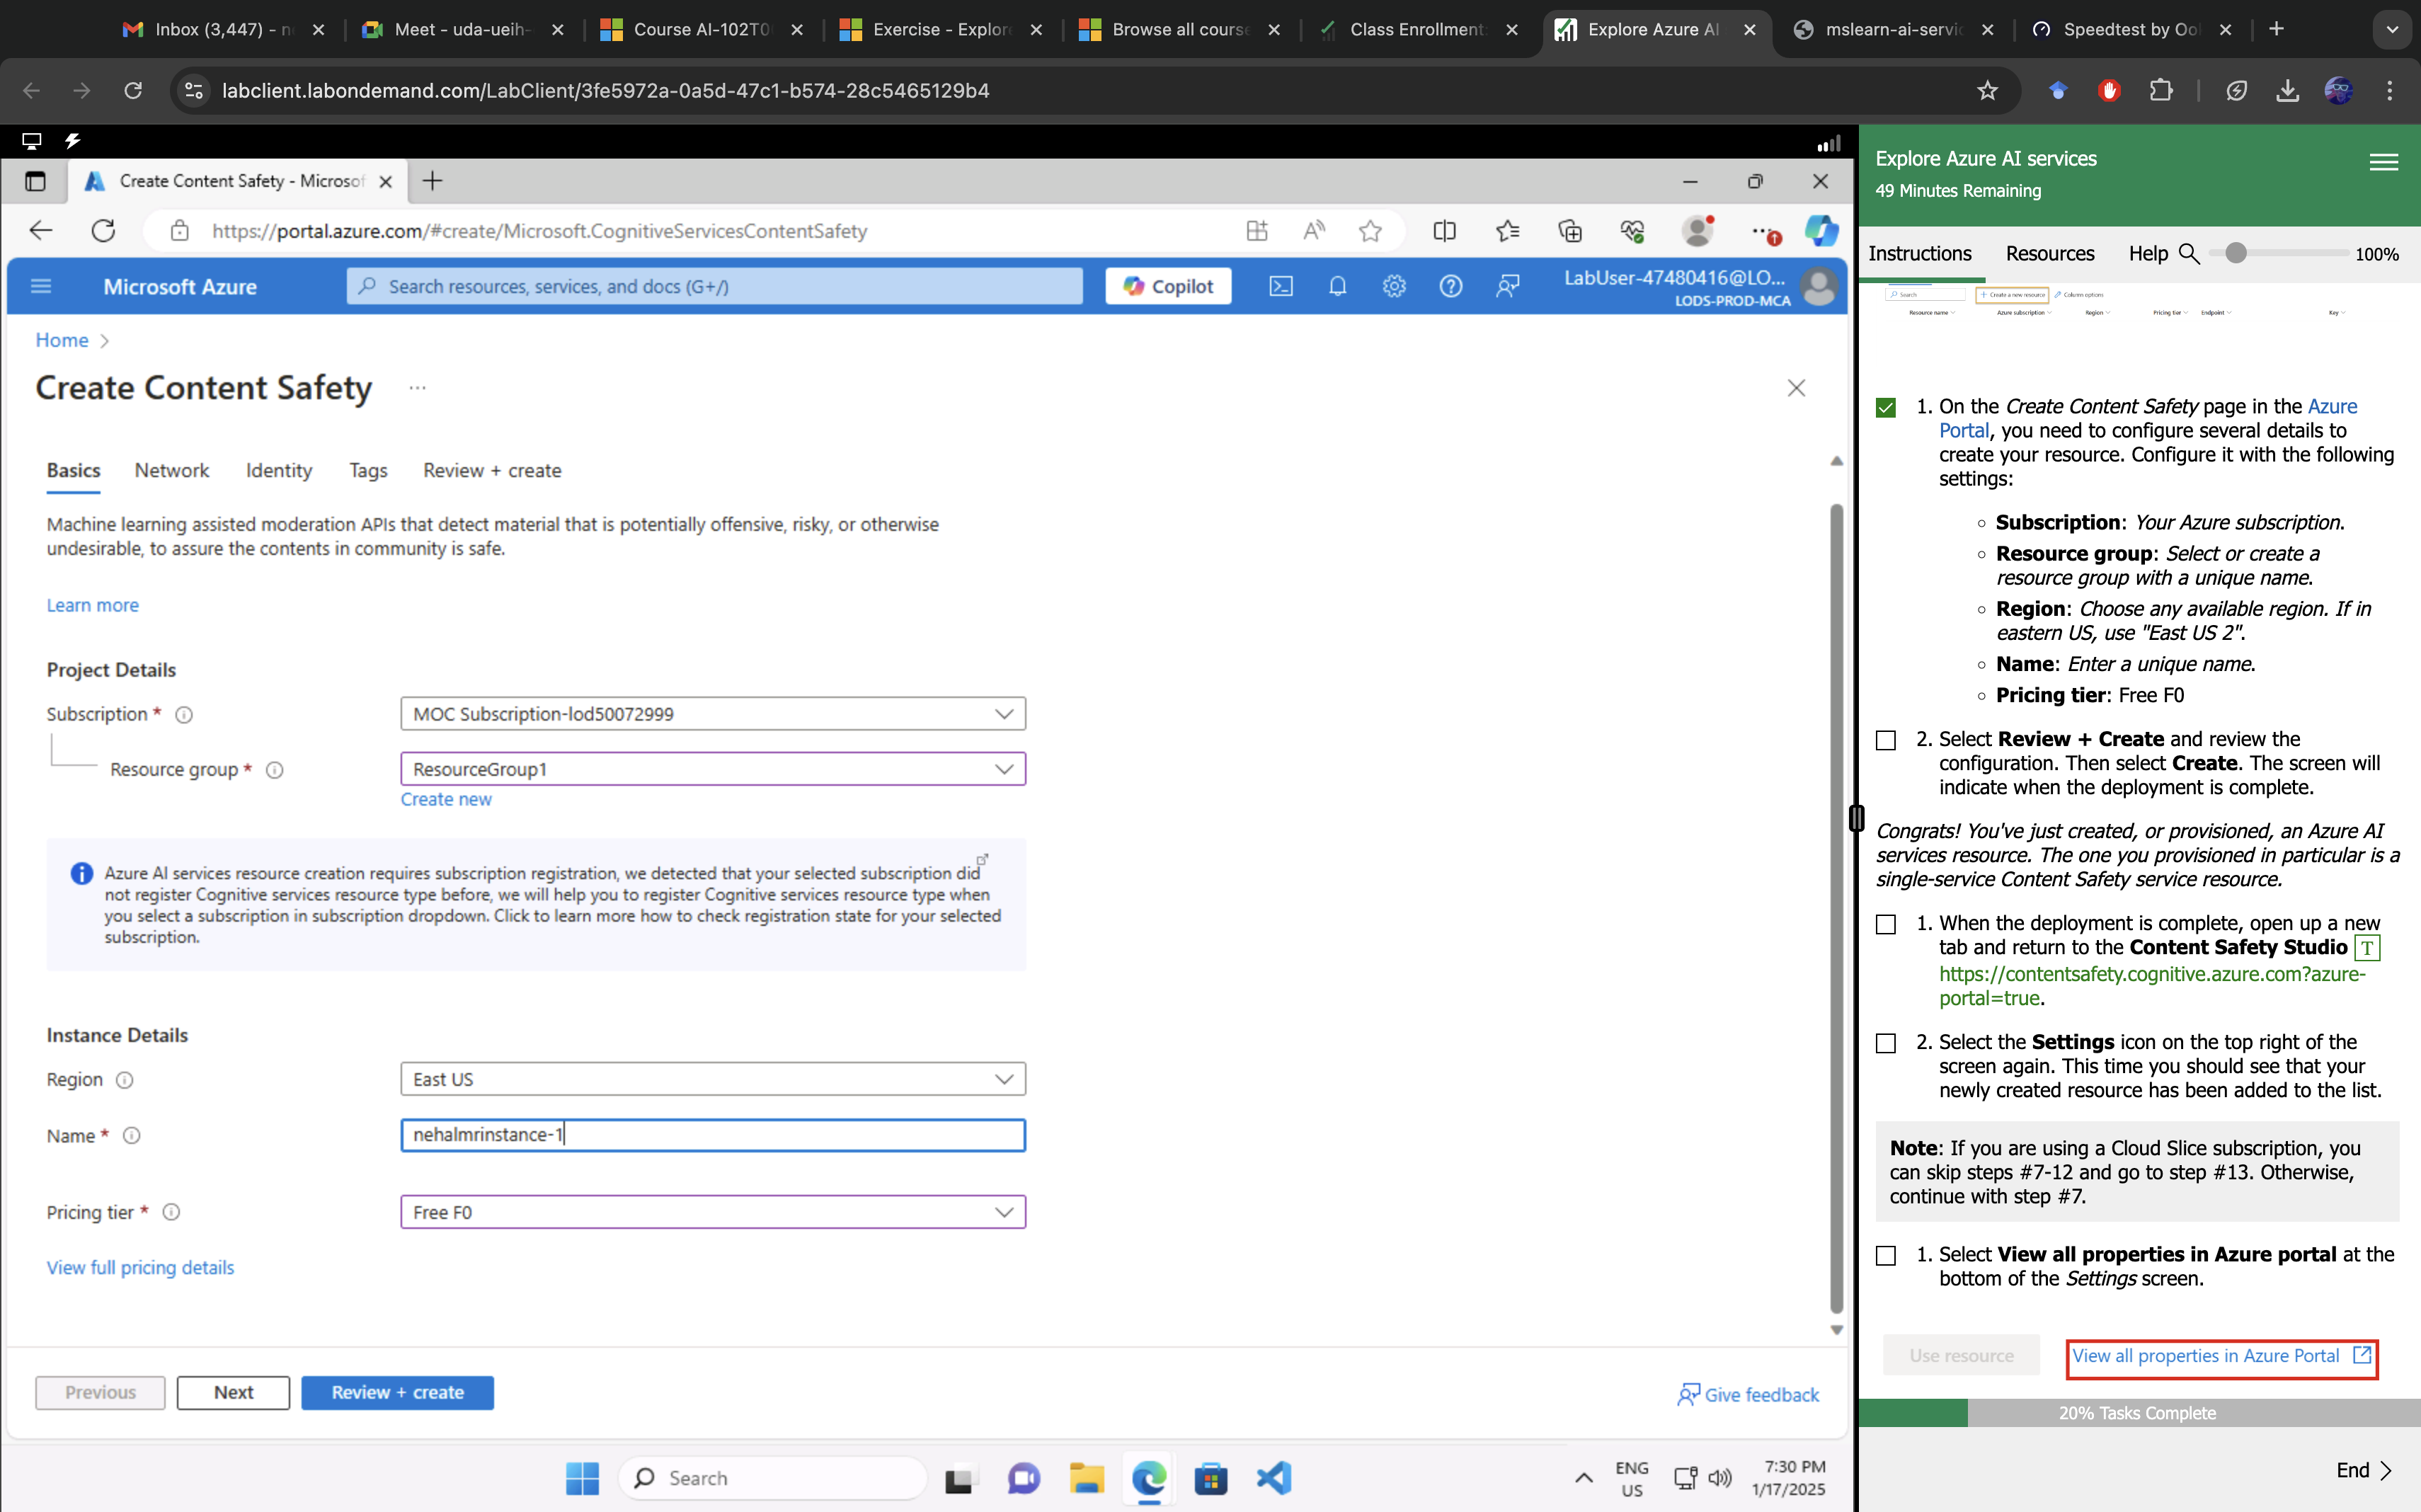 Inbox (3,447) - n
Meet - uda-ueih-
Course AI-102T0
Exercise - Explore
Browse all course
Class Enrollment
Explore Azure AI
mslearn-ai-servic
Speedtest by Ool
labclient.labondemand.com/LabClient/3fe5972a-0a5d-47c1-b574-28c5465129b4
Create Content Safety - Microsof
https://portal.azure.com/#create/Microsoft.CognitiveServicesContentSafety
Microsoft Azure
Search resources, services, and docs (G+/)
Copilot
LabUser-47480416@LO...
LODS-PROD-MCA
Home
Create Content Safety
...
Basics
Network
Identity
Tags
Review + create
Machine learning assisted moderation APIs that detect material that is potentially offensive, risky, or otherwise
undesirable, to assure the contents in community is safe.
Learn more
Project Details
Subscription *
MOC Subscription-lod50072999
Resource group *
ResourceGroup1
Create new
Azure AI services resource creation requires subscription registration, we detected that your selected subscription did
not register Cognitive services resource type before, we will help you to register Cognitive services resource type when
you select a subscription in subscription dropdown. Click to learn more how to check registration state for your selected
subscription.
Instance Details
Region
East US
Name *
nehalmrinstance-1
Pricing tier *
Free F0
View full pricing details
Previous
Next
Review + create
Give feedback
Search
ENG
US
7:30 PM
1/17/2025
Explore Azure AI services
49 Minutes Remaining
Instructions
Resources
Help
100%
Search
Create a new resource
Column options
Resource name
Azure subscription
Region
Pricing tier
Endpoint
Key
1. On the Create Content Safety page in the Azure
Portal, you need to configure several details to
create your resource. Configure it with the following
settings:
Subscription: Your Azure subscription.
Resource group: Select or create a
resource group with a unique name.
Region: Choose any available region. If in
eastern US, use "East US 2".
Name: Enter a unique name.
Pricing tier: Free F0
2. Select Review + Create and review the
configuration. Then select Create. The screen will
indicate when the deployment is complete.
Congrats! You've just created, or provisioned, an Azure AI
services resource. The one you provisioned in particular is a
single-service Content Safety service resource.
1. When the deployment is complete, open up a new
tab and return to the Content Safety Studio T
https://contentsafety.cognitive.azure.com?azure-
portal=true.
2. Select the Settings icon on the top right of the
screen again. This time you should see that your
newly created resource has been added to the list.
Note: If you are using a Cloud Slice subscription, you
can skip steps #7-12 and go to step #13. Otherwise,
continue with step #7.
1. Select View all properties in Azure portal at the
bottom of the Settings screen.
Use resource
View all properties in Azure Portal
20% Tasks Complete
End